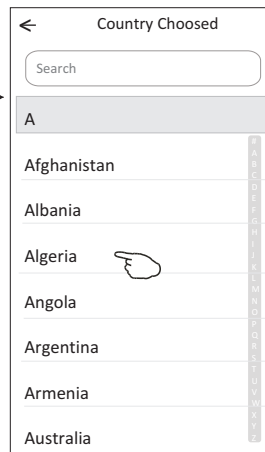 Country Choosed
Search
A
Afghanistan
Albania
Algeria
Angola
Argentina
Armenia
Australia
#
A
B
C
D
E
F
G
H
I
J
K
L
M
N
O
P
Q
R
S
T
U
V
W
X
Y
Z